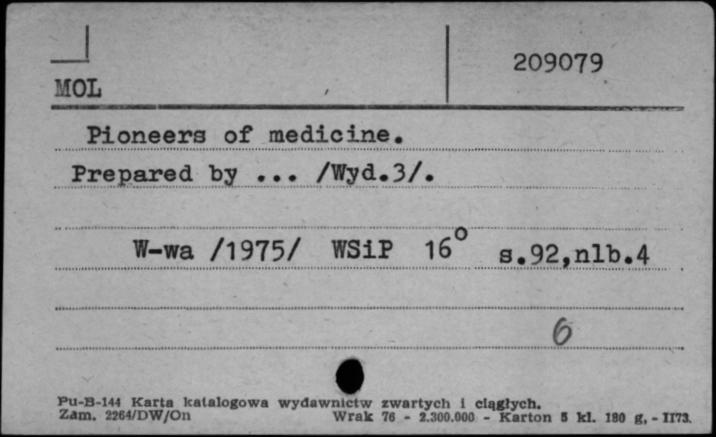 209079
MOL
Pioneers of medicine.
Prepared by ... /Wyd.3/.
W-wa /1975/ WSiP 16° s.92,nlb.4
6
Pu-B-144 Karta katalogowa wydawnictw zwartych i ciągłych.
Zam. 2264/DW/On Wrak 76 - 2.300.000 - Karton 5 kl. 180 g, - II73.